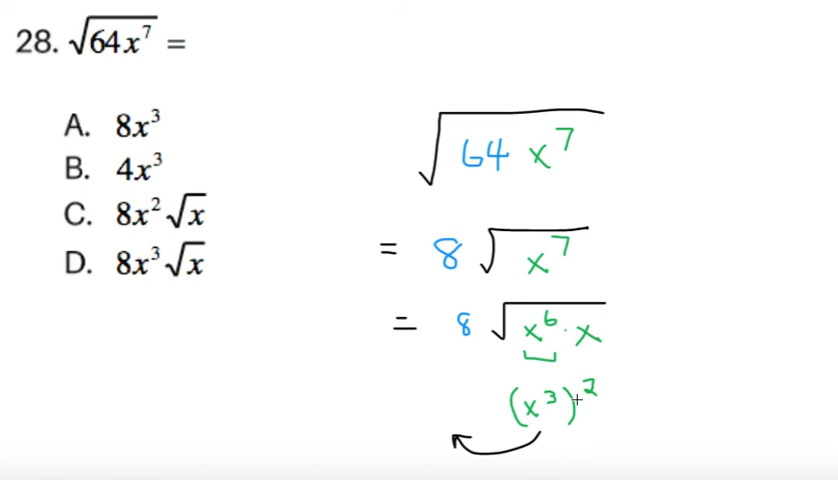 28. √64x⁷ =
A. 8x³
B. 4x³
C. 8x² √x
D. 8x³ √x
√64 x⁷
= 8 √x⁷
= 8 √x⁶ · x
(x³)²